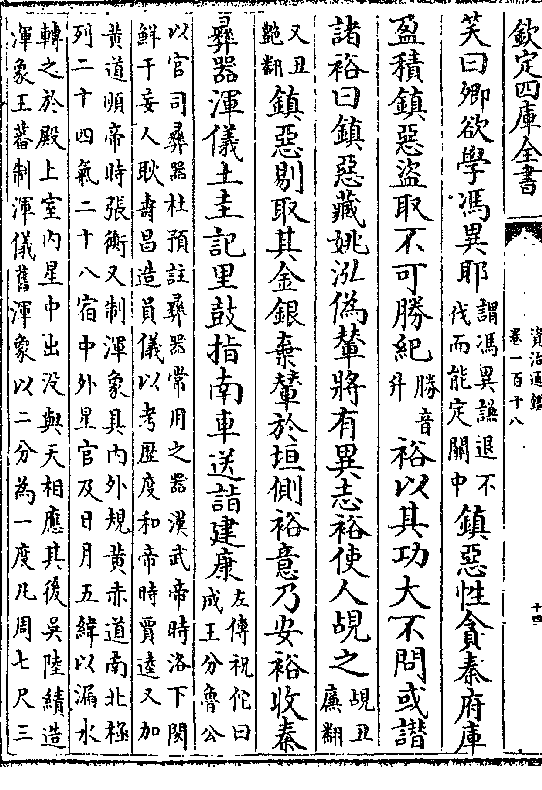 欽定四庫全書
資治通鑑
卷一百十八
十四
笑曰卿欲學馮異耶謂馮異謙退不伐而能定關中鎮惡性貪秦府庫
盈積鎮惡盜取不可勝紀勝音升裕以其功大不問或譖
諸裕曰鎮惡藏姚泓偽輦將有異志裕使人覘之覘丑廉翻
又丑艷翻鎮惡剔取其金銀棄輦於垣側裕意乃安裕收秦
彝器渾儀土圭記里鼓指南車送詣建康左傳祝佗曰成王分魯公
以官司彝器杜預註彝器常用之器漢武帝時洛下閎
鮮于妄人耿壽昌造員儀以考歷度和帝時賈逵又加
黄道順帝時張衡又制渾象具内外規黄赤道南北極
列二十四氣二十八宿中外星官及日月五緯以漏水
轉之於殿上室内星中出没與天相應其後吳陸績造
渾象王蕃制渾儀舊渾象以二分為一度凡周七尺三